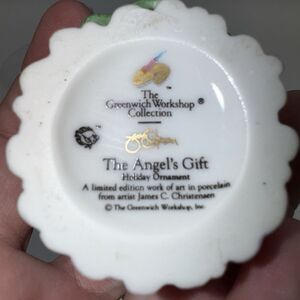 The
Greenwich Workshop®
Collection
The Angel's Gift
Holiday Ornament
A limited edition work of art in porcelain
from artist James C. Christensen
© The Greenwich Workshop, Inc.